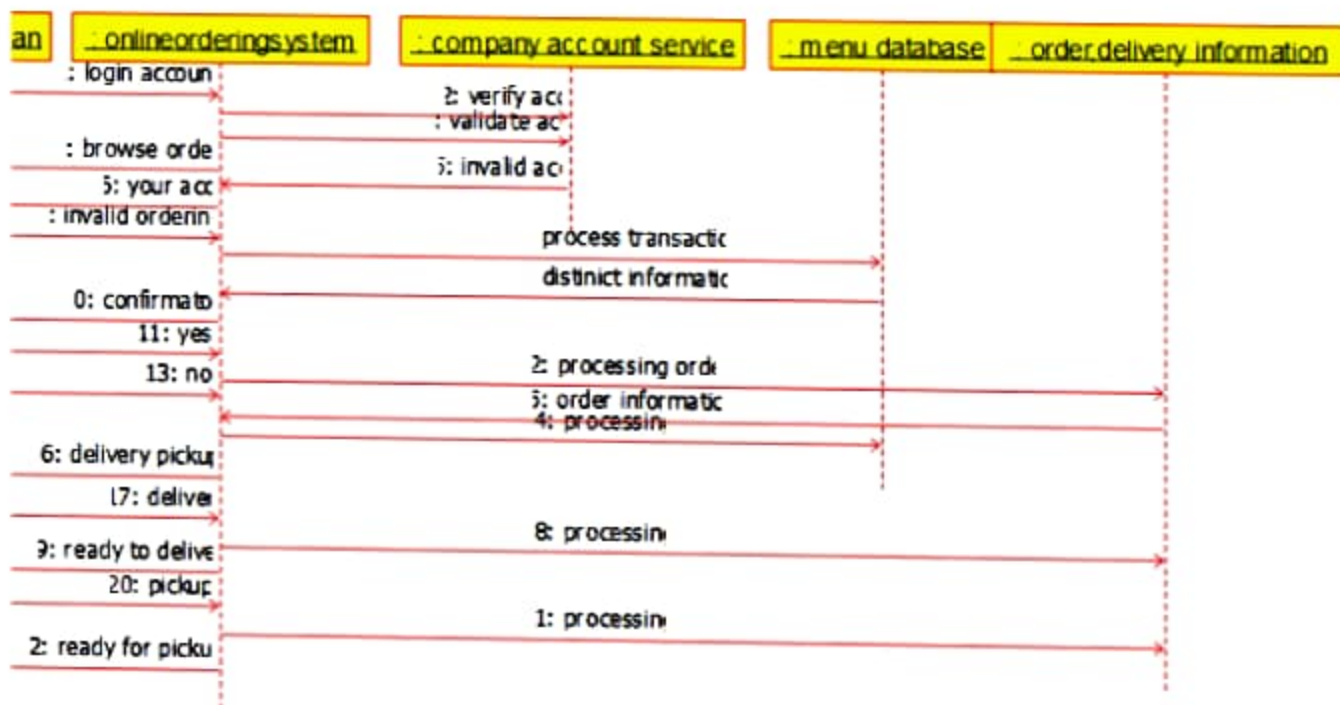 an
: onlineorderingsystem
: company account service
: menu database
: order,delivery information
: login accoun
2: verify acc
: validate ac
: browse orde
5: invalid acc
5: your acc
: invalid orderin
process transactic
distinict informatic
0: confirmato
11: yes
2: processing orde
13: no
5: order informatic
4: processin
6: delivery pickup
17: deliver
8: processin
9: ready to delive
20: pickup
1: processin
2: ready for picku